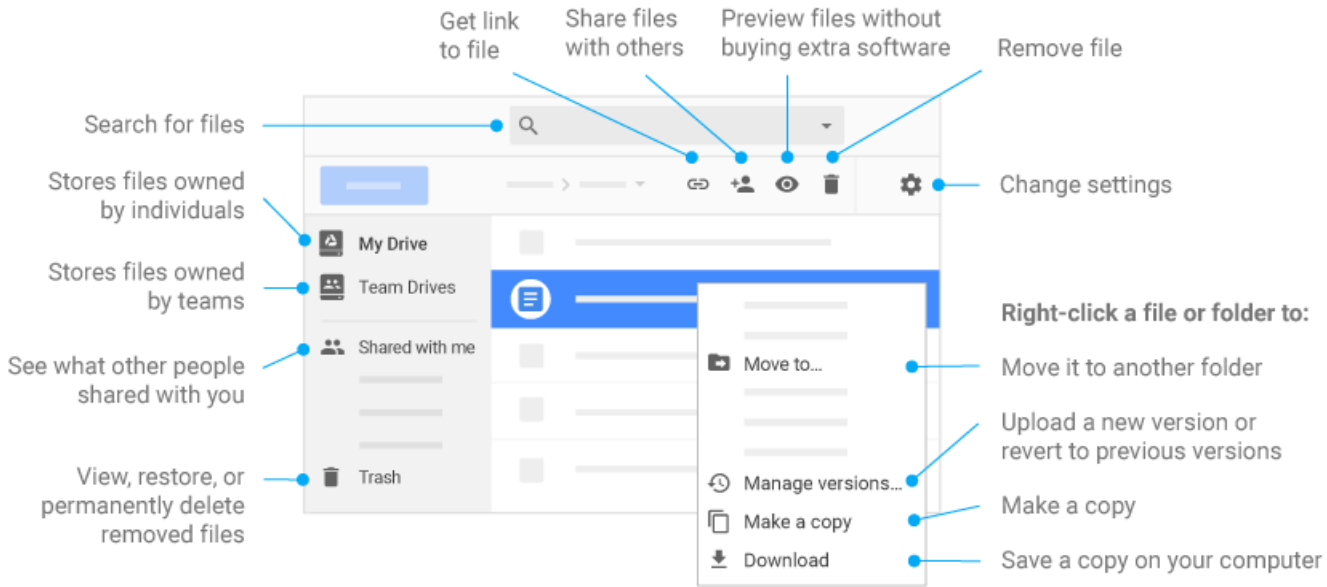 Get link
to file
Share files
with others
Preview files without
buying extra software
Remove file
Search for files
Change settings
Stores files owned
by individuals
My Drive
Stores files owned
by teams
Team Drives
See what other people
shared with you
Shared with me
View, restore, or
permanently delete
removed files
Trash
Right-click a file or folder to:
Move to...
Move it to another folder
Manage versions...
Upload a new version or
revert to previous versions
Make a copy
Make a copy
Download
Save a copy on your computer